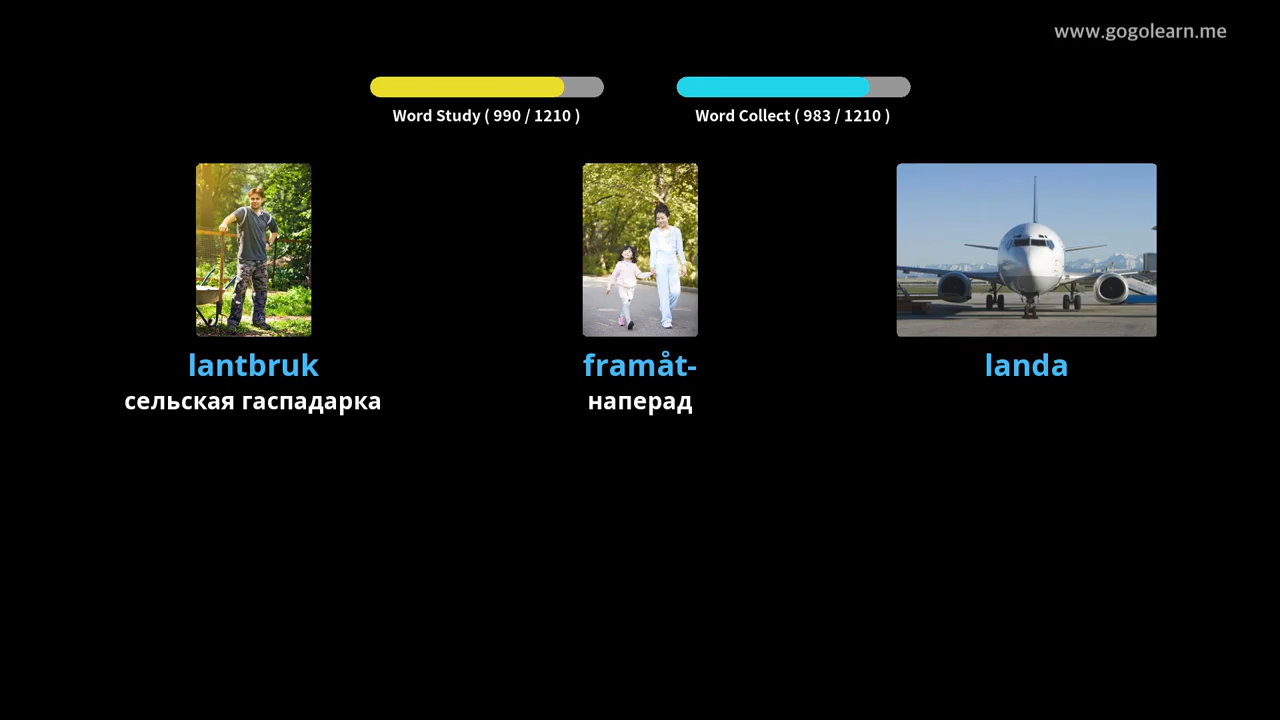 www.gogolearn.me
Word Study ( 990 / 1210 )
Word Collect ( 983 / 1210 )
lantbruk
сельская гаспадарка
framåt-
наперад
landa